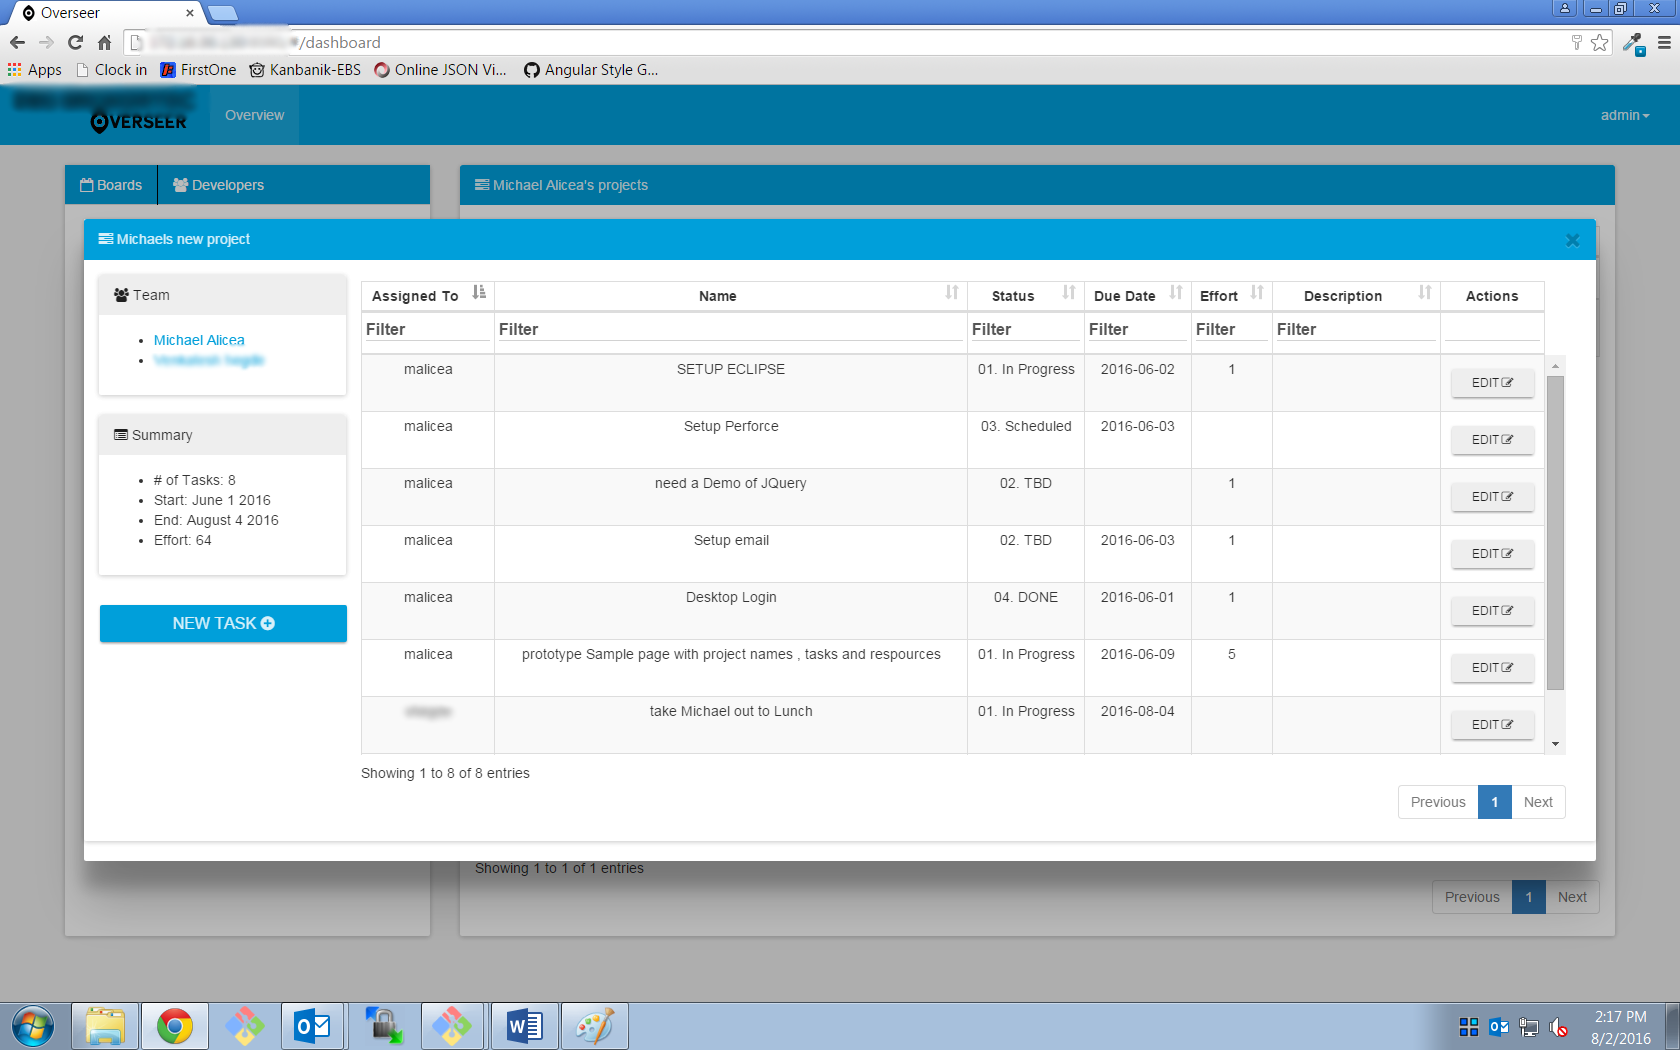 Overseer
/dashboard
Apps Clock in FirstOne Kanbanik-EBS Online JSON Vi... Angular Style G...
OVERSEER Overview admin
Boards Developers Michael Alicea's projects
Michaels new project
Team
Michael Alicea
Summary
# of Tasks: 8
Start: June 1 2016
End: August 4 2016
Effort: 64
NEW TASK
Assigned To Name Status Due Date Effort Description Actions
Filter Filter Filter Filter Filter Filter
malicea SETUP ECLIPSE 01. In Progress 2016-06-02 1 EDIT
malicea Setup Perforce 03. Scheduled 2016-06-03 EDIT
malicea need a Demo of JQuery 02. TBD 1 EDIT
malicea Setup email 02. TBD 2016-06-03 1 EDIT
malicea Desktop Login 04. DONE 2016-06-01 1 EDIT
malicea prototype Sample page with project names , tasks and respources 01. In Progress 2016-06-09 5 EDIT
take Michael out to Lunch 01. In Progress 2016-08-04 EDIT
Showing 1 to 8 of 8 entries
Previous 1 Next
Showing 1 to 1 of 1 entries
Previous 1 Next
2:17 PM
8/2/2016